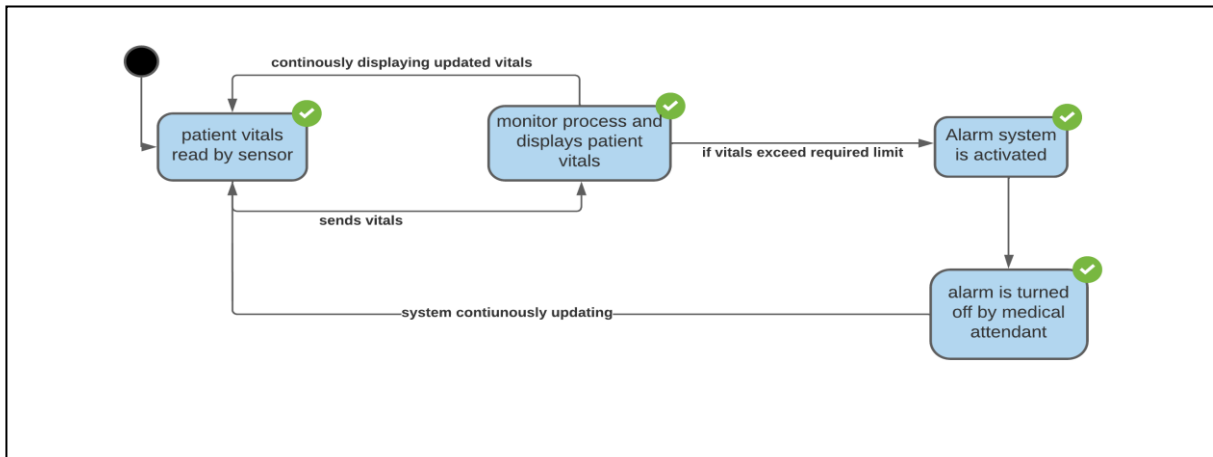 continously displaying updated vitals
patient vitals
read by sensor
monitor process and
displays patient
vitals
if vitals exceed required limit
Alarm system
is activated
sends vitals
system contiunously updating
alarm is turned
off by medical
attendant